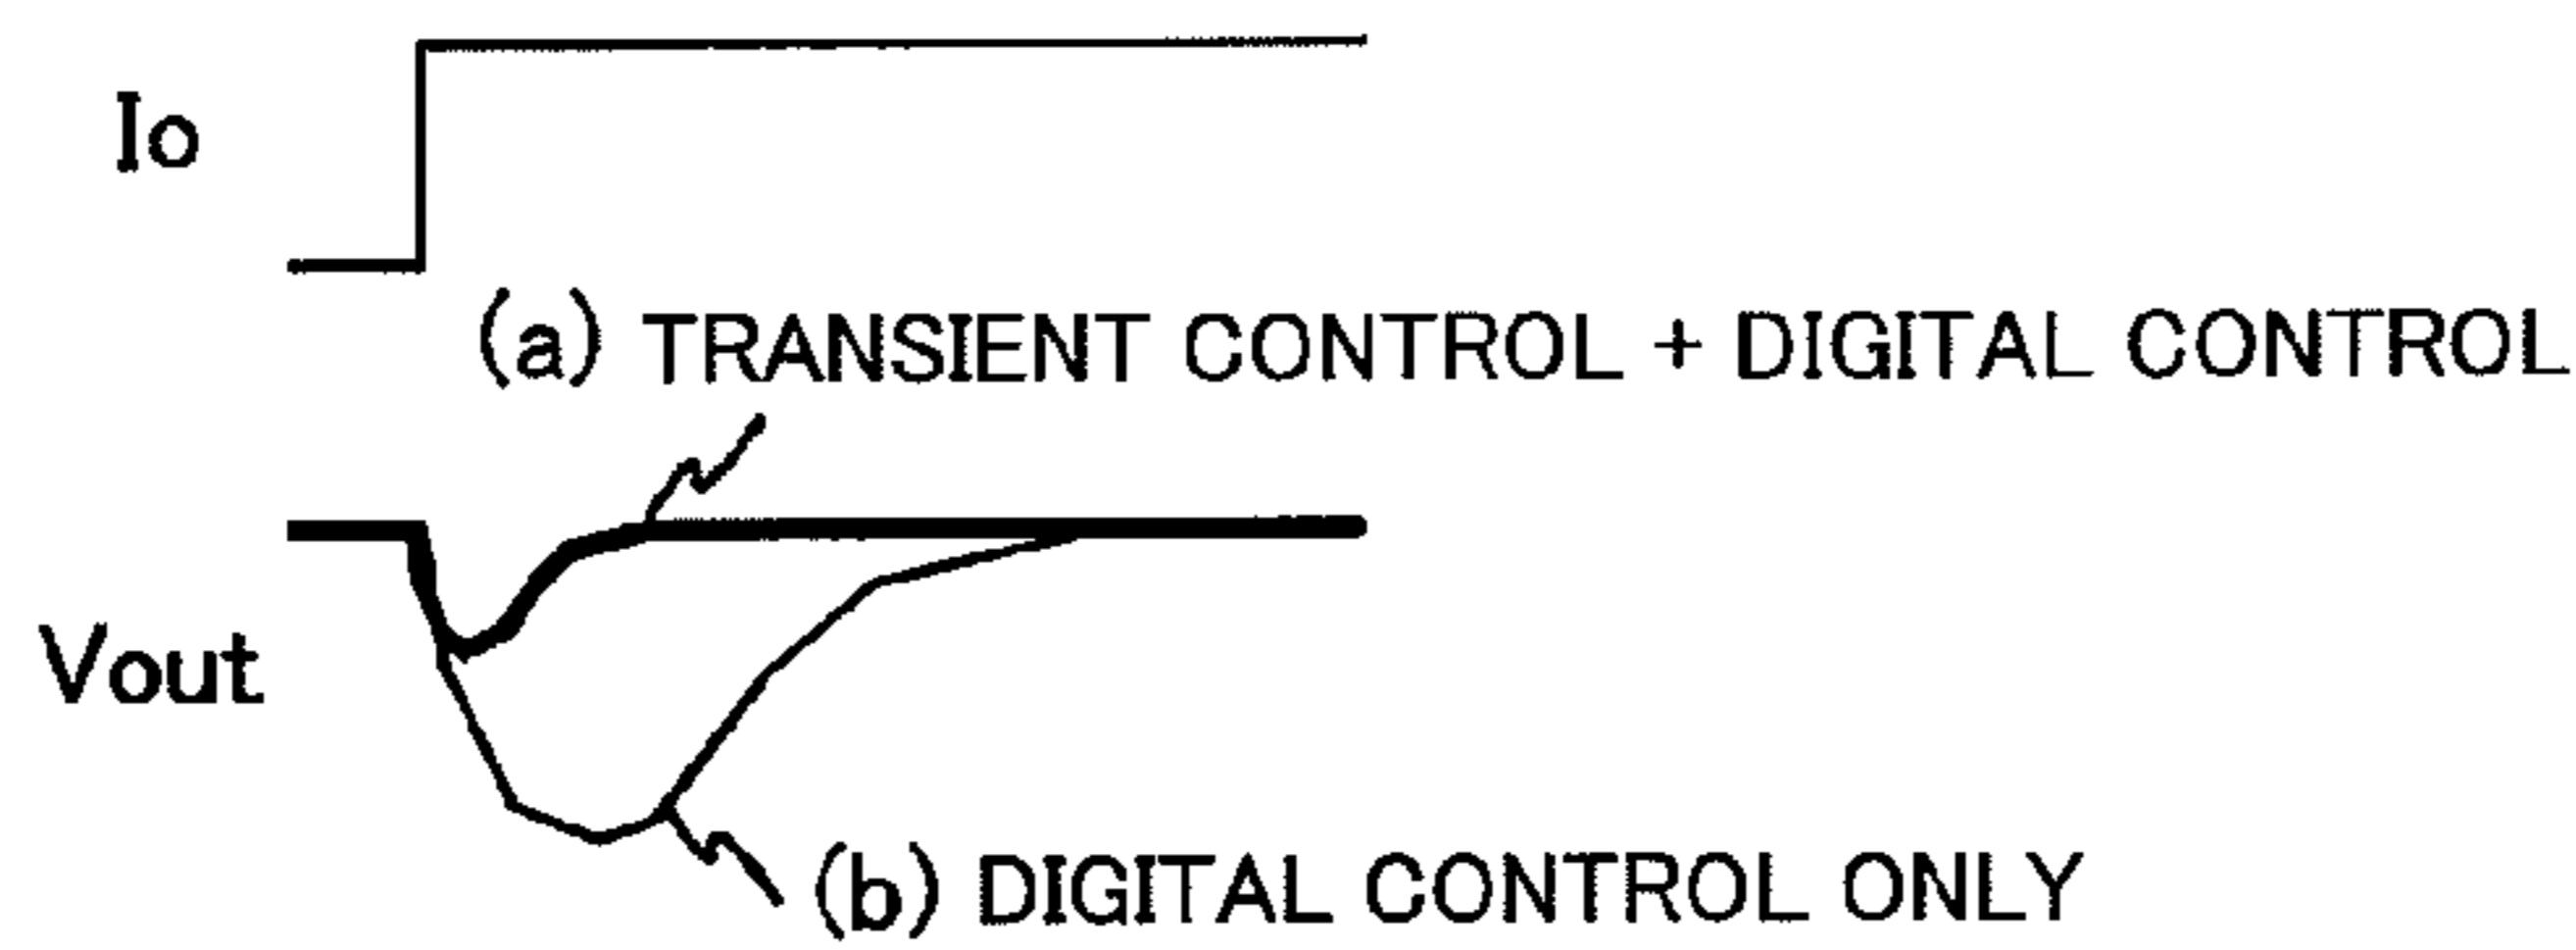 Io
(a) TRANSIENT CONTROL + DIGITAL CONTROL
Vout
(b) DIGITAL CONTROL ONLY